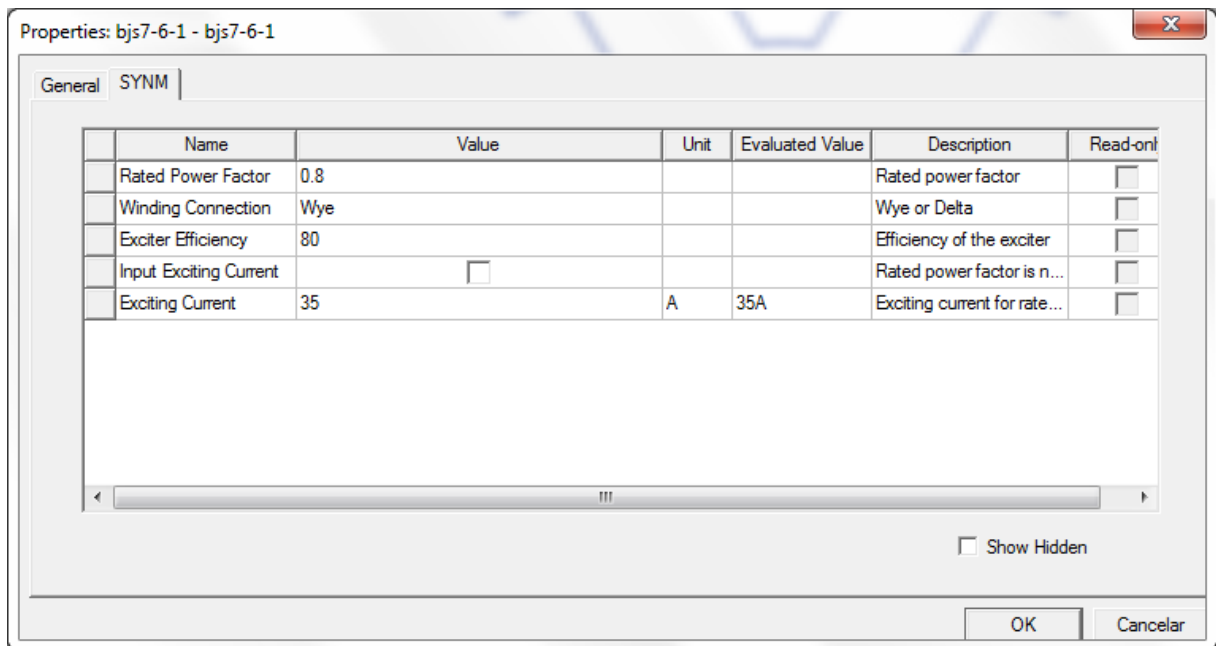 Properties: bjs7-6-1 - bjs7-6-1
General SYNM
Name Value Unit Evaluated Value Description Read-onl
Rated Power Factor 0.8 Rated power factor
Winding Connection Wye Wye or Delta
Exciter Efficiency 80 Efficiency of the exciter
Input Exciting Current Rated power factor is n...
Exciting Current 35 A 35A Exciting current for rate...
Show Hidden
OK Cancelar